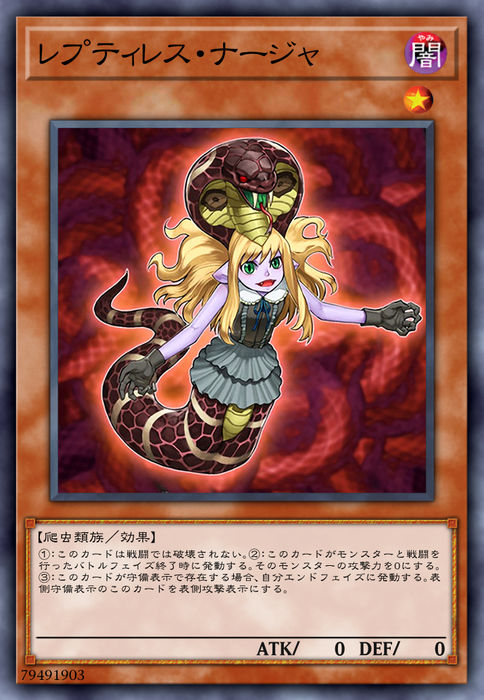 レプティレス・ナージャ
やみ
闇
【爬虫類族／効果】
①:このカードは戦闘では破壊されない。②:このカードがモンスターと戦闘を
行ったバトルフェイズ終了時に発動する。そのモンスターの攻撃力を0にする。
③:このカードが守備表示で存在する場合、自分エンドフェイズに発動する。表
側守備表示のこのカードを表側攻撃表示にする。
ATK/ 0 DEF/ 0
79491903